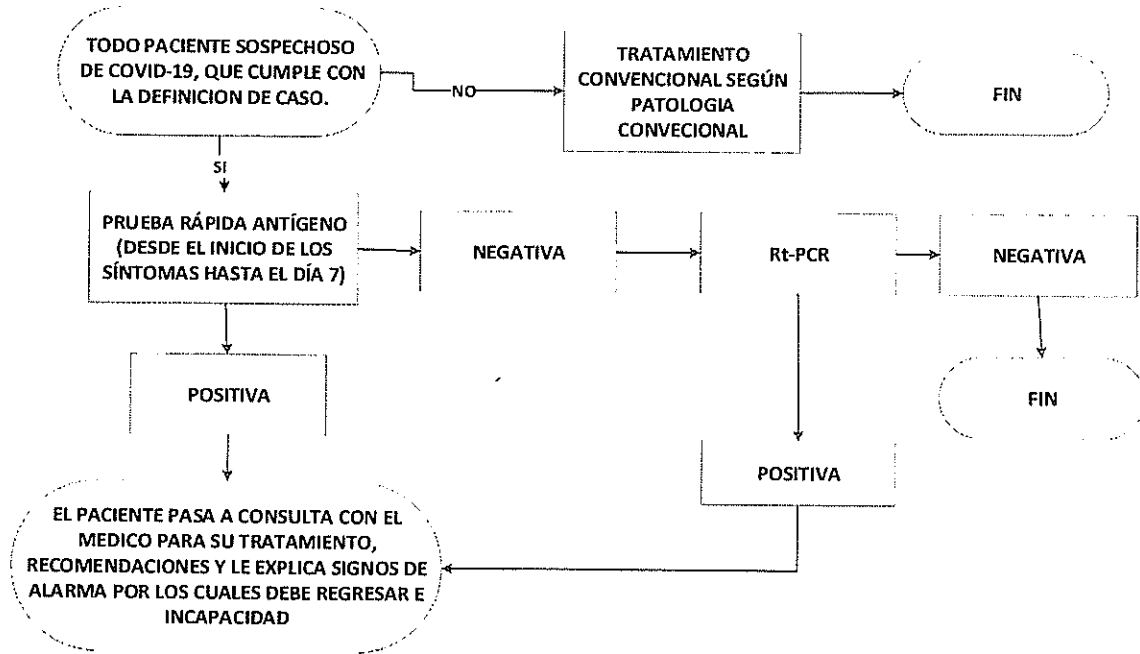 TODO PACIENTE SOSPECHOSO
DE COVID-19, QUE CUMPLE CON
LA DEFINICION DE CASO.
NO
TRATAMIENTO
CONVENCIONAL SEGÚN
PATOLOGIA
CONVECIONAL
FIN
SI
PRUEBA RÁPIDA ANTÍGENO
(DESDE EL INICIO DE LOS
SÍNTOMAS HASTA EL DÍA 7)
NEGATIVA
Rt-PCR
NEGATIVA
POSITIVA
FIN
POSITIVA
EL PACIENTE PASA A CONSULTA CON EL
MEDICO PARA SU TRATAMIENTO,
RECOMENDACIONES Y LE EXPLICA SIGNOS DE
ALARMA POR LOS CUALES DEBE REGRESAR E
INCAPACIDAD